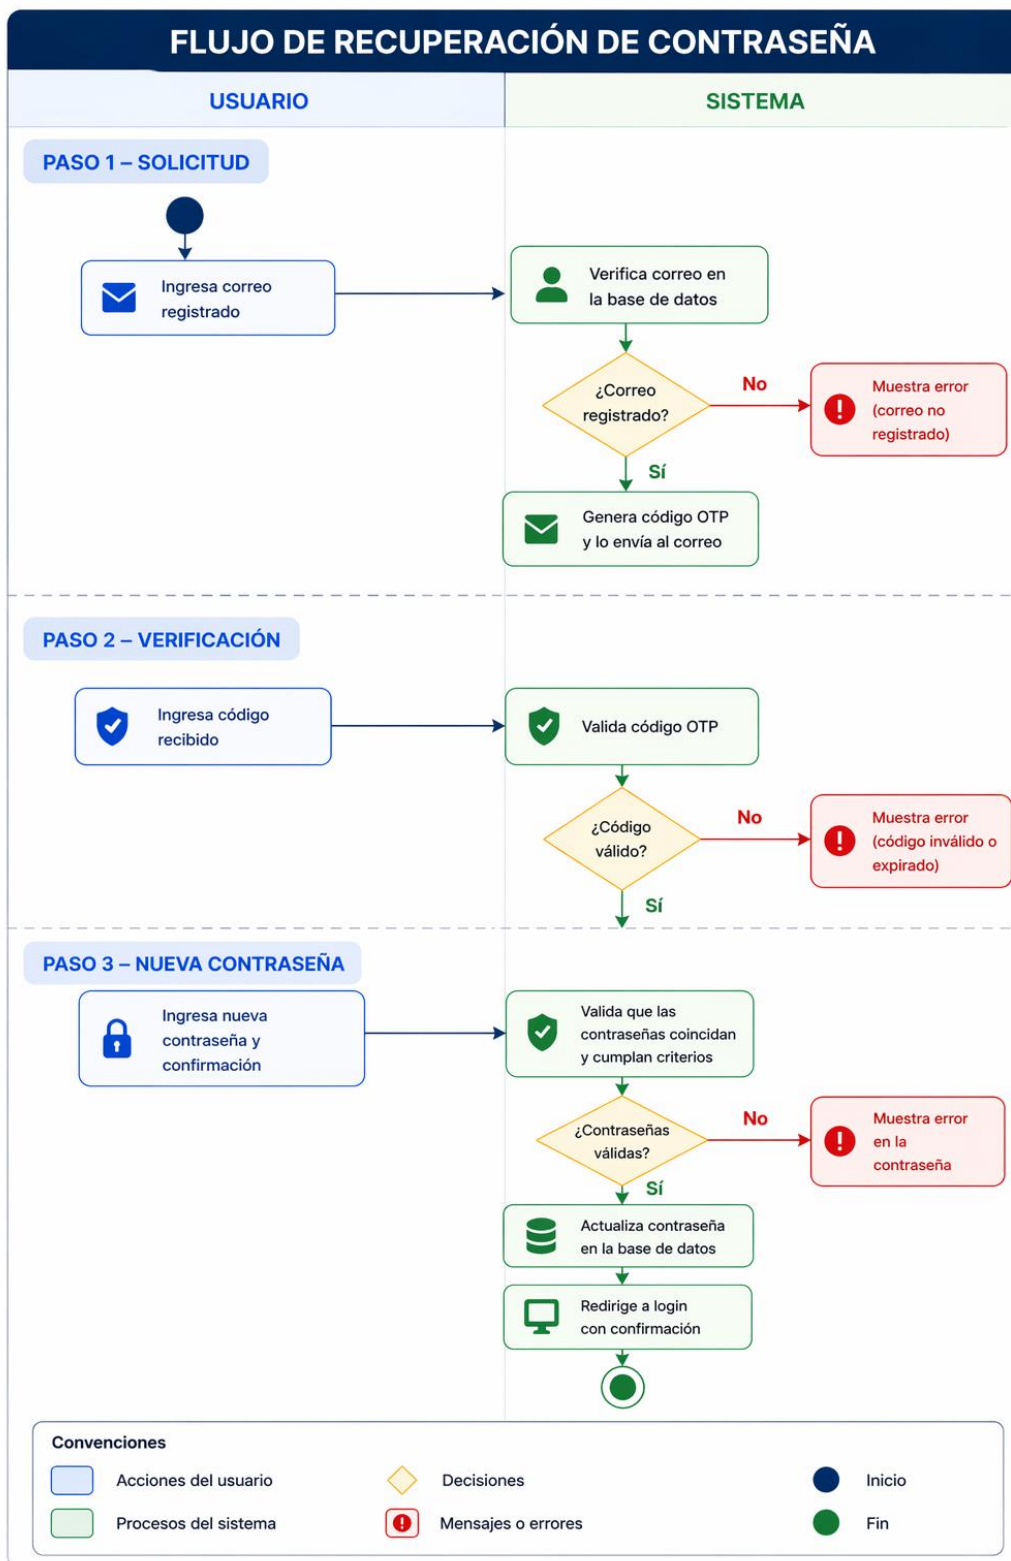 FLUJO DE RECUPERACIÓN DE CONTRASEÑA
USUARIO
SISTEMA
PASO 1 – SOLICITUD
Ingresa correo
registrado
Verifica correo en
la base de datos
¿Correo
registrado?
No
Muestra error
(correo no
registrado)
Sí
Genera código OTP
y lo envía al correo
PASO 2 – VERIFICACIÓN
Ingresa código
recibido
Valida código OTP
¿Código
válido?
No
Muestra error
(código inválido o
expirado)
Sí
PASO 3 – NUEVA CONTRASEÑA
Ingresa nueva
contraseña y
confirmación
Valida que las
contraseñas coincidan
y cumplan criterios
¿Contraseñas
válidas?
No
Muestra error
en la
contraseña
Sí
Actualiza contraseña
en la base de datos
Redirige a login
con confirmación
Convenciones
Acciones del usuario
Decisiones
Inicio
Procesos del sistema
Mensajes o errores
Fin